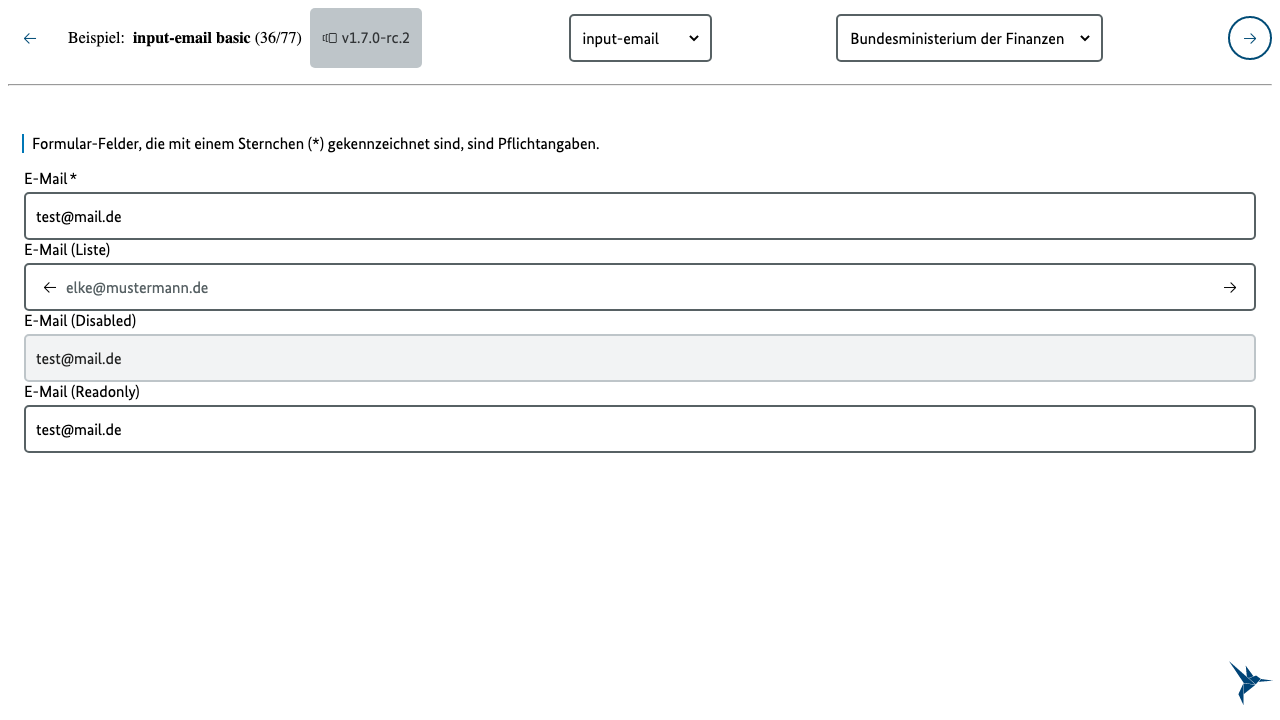 Beispiel: input-email basic (36/77) v1.7.0-rc.2 input-email Bundesministerium der Finanzen
Formular-Felder, die mit einem Sternchen (*) gekennzeichnet sind, sind Pflichtangaben.
E-Mail*
test@mail.de
E-Mail (Liste)
elke@mustermann.de
E-Mail (Disabled)
test@mail.de
E-Mail (Readonly)
test@mail.de